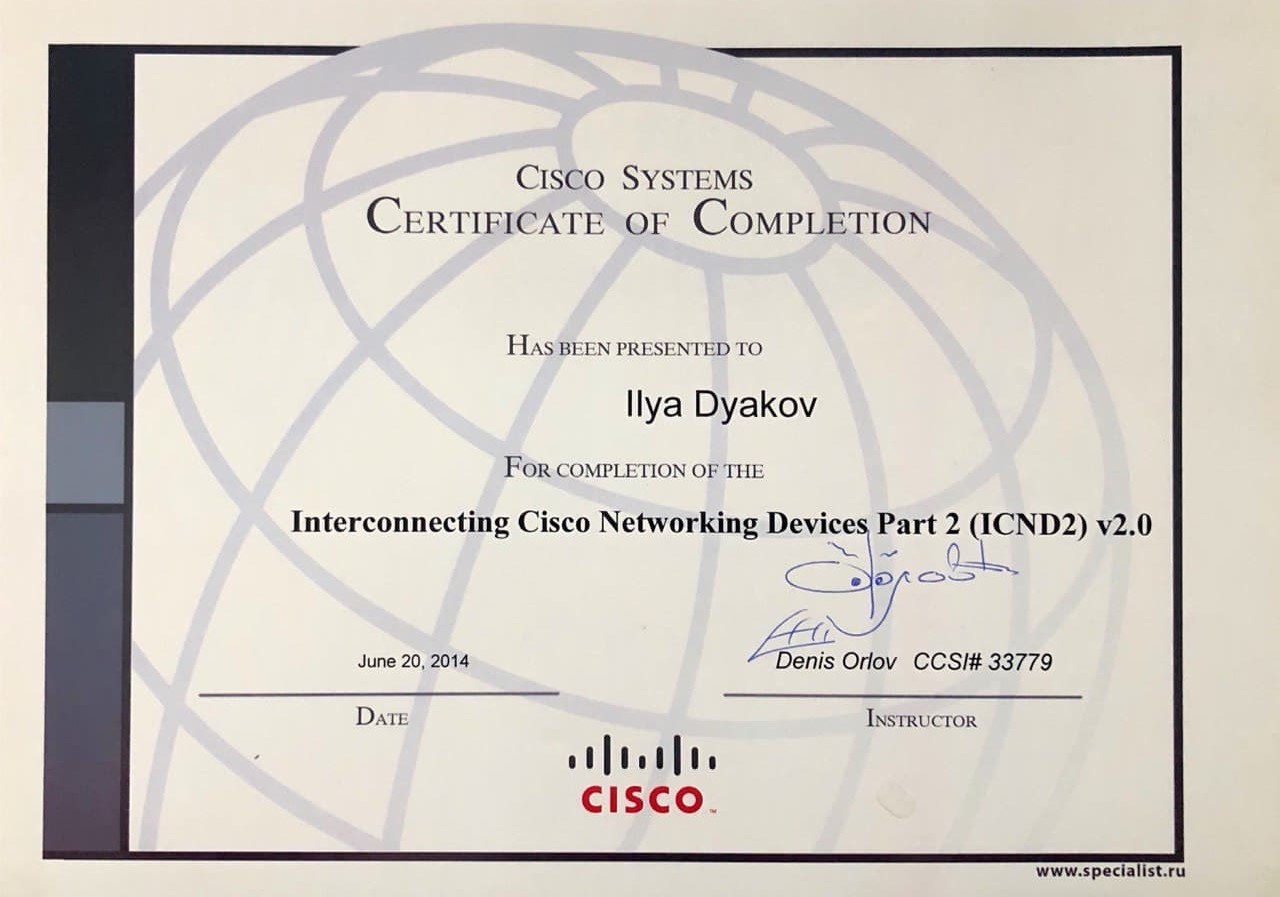 CISCO SYSTEMS
CERTIFICATE OF COMPLETION
HAS BEEN PRESENTED TO
Ilya Dyakov
FOR COMPLETION OF THE
Interconnecting Cisco Networking Devices Part 2 (ICND2) v2.0
June 20, 2014
Denis Orlov CCSI# 33779
DATE
INSTRUCTOR
CISCO™
www.specialist.ru